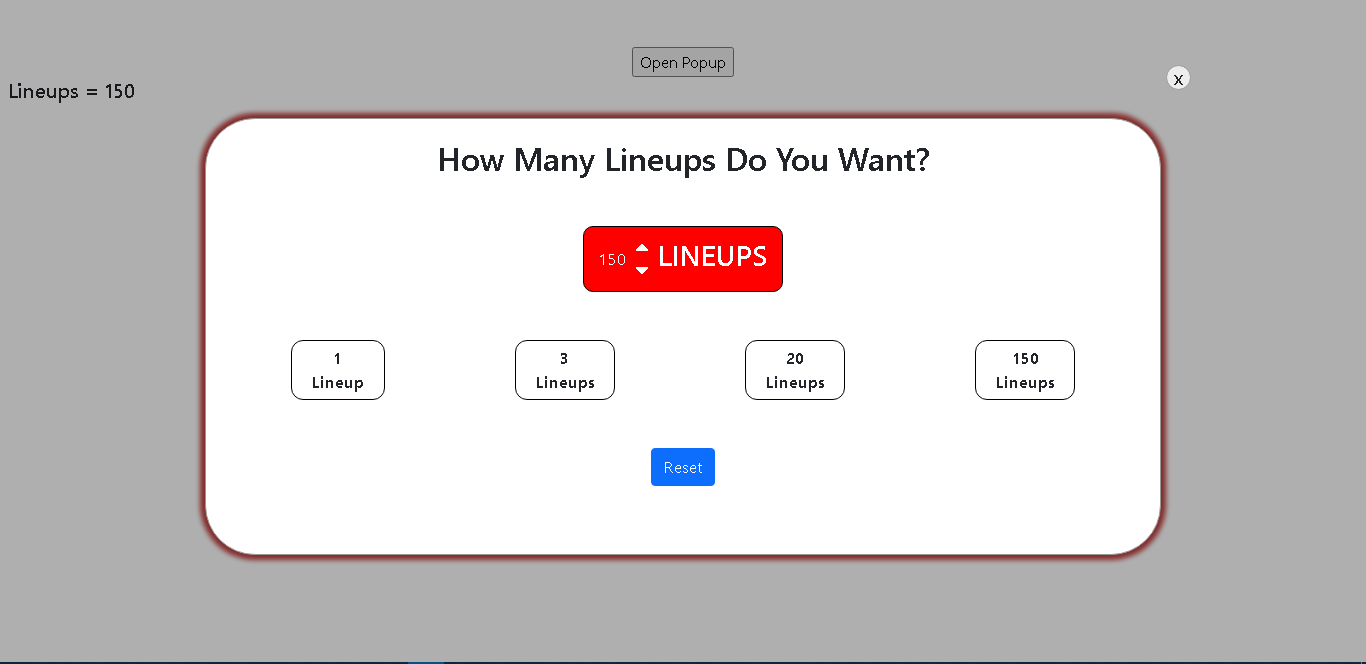 Open Popup
Lineups = 150
x
How Many Lineups Do You Want?
150 LINEUPS
1 Lineup
3 Lineups
20 Lineups
150 Lineups
Reset